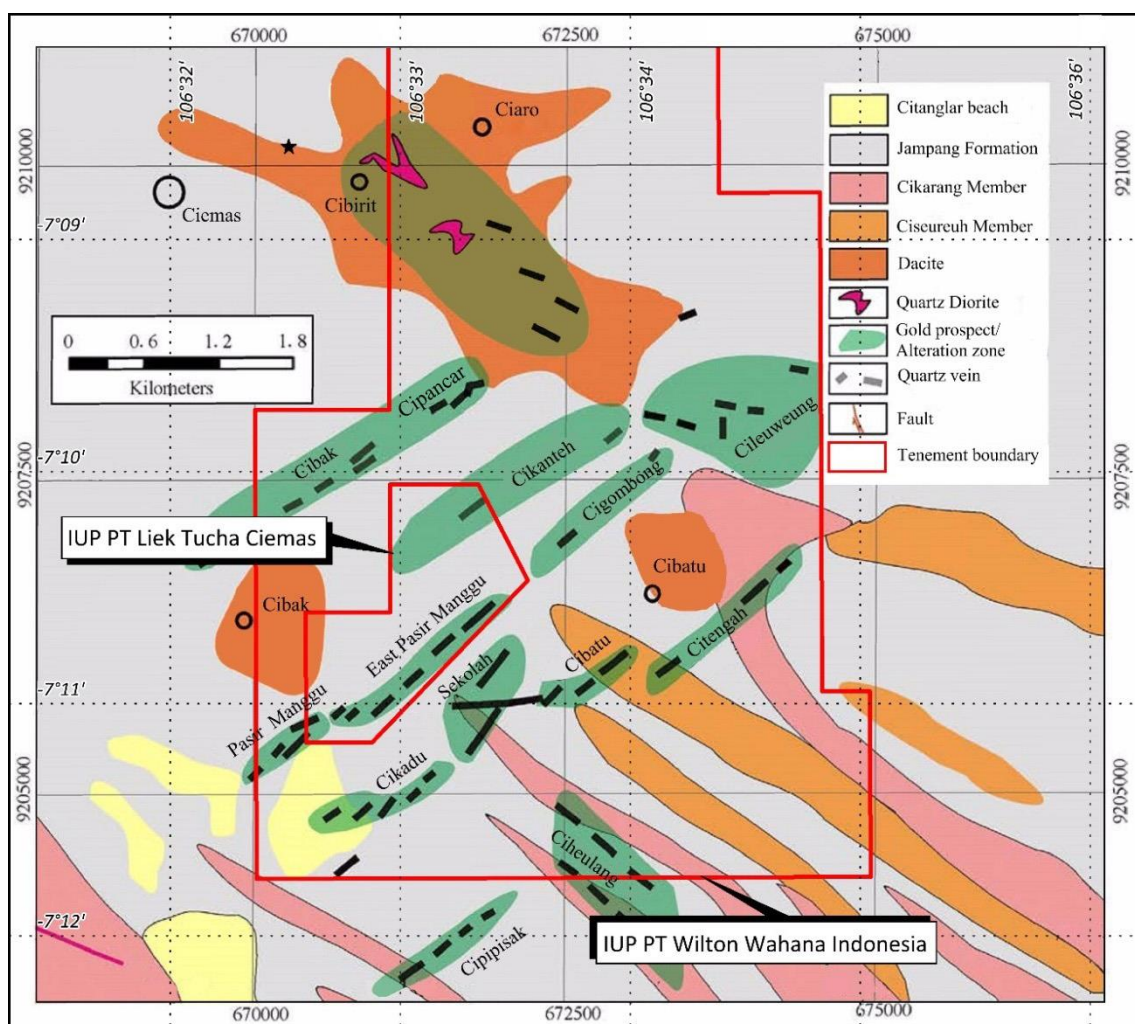 670000
672500
675000
106°32'
106°33'
106°34'
106°36'
9210000
9210000
-7°09'
Ciemas
Cibirit
Ciaro
Citanglar beach
Jampang Formation
Cikarang Member
Ciseureuh Member
Dacite
Quartz Diorite
Gold prospect/
Alteration zone
Quartz vein
Fault
Tenement boundary
0 0.6 1.2 1.8
Kilometers
Cipancar
Cibak
Cikanteh
Cigombong
Cileuweung
-7°10'
9207500
9207500
IUP PT Liek Tucha Ciemas
Cibak
Cibatu
East Pasir Manggu
Sekolah
Cibatu
Citengah
-7°11'
Pasir Manggu
Cikadu
9205000
9205000
Ciheulang
-7°12'
Cipipisak
IUP PT Wilton Wahana Indonesia
670000
672500
675000